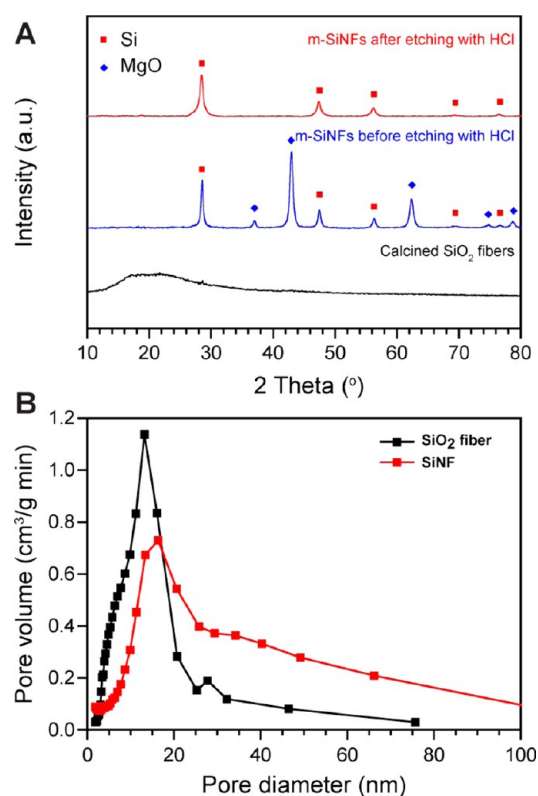 A
Si
MgO
m-SiNFs after etching with HCl
m-SiNFs before etching with HCl
Calcined SiO₂ fibers
Intensity (a.u.)
10 20 30 40 50 60 70 80
2 Theta (°)
B
SiO₂ fiber
SiNF
Pore volume (cm³/g min)
1.2
1.0
0.8
0.6
0.4
0.2
0.0
0 20 40 60 80 100
Pore diameter (nm)